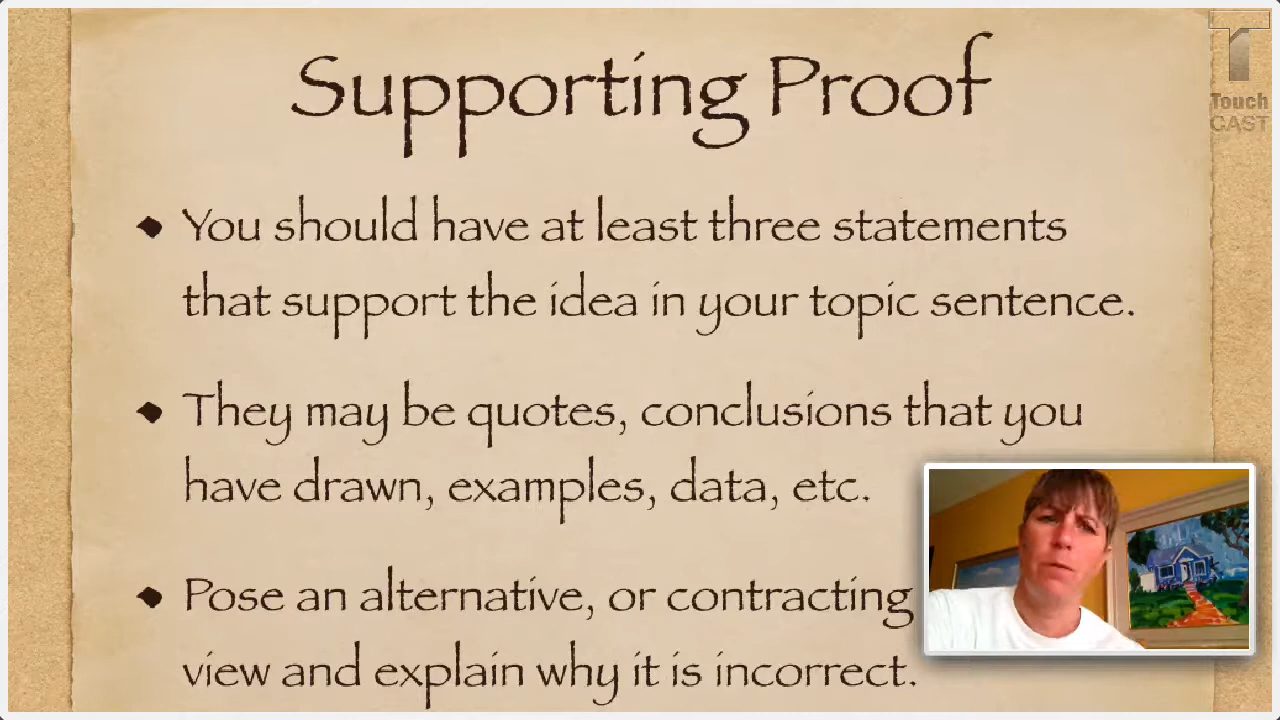 Supporting Proof
Touch
CAST
You should have at least three statements
that support the idea in your topic sentence.
They may be quotes, conclusions that you
have drawn, examples, data, etc.
Pose an alternative, or contracting
view and explain why it is incorrect.